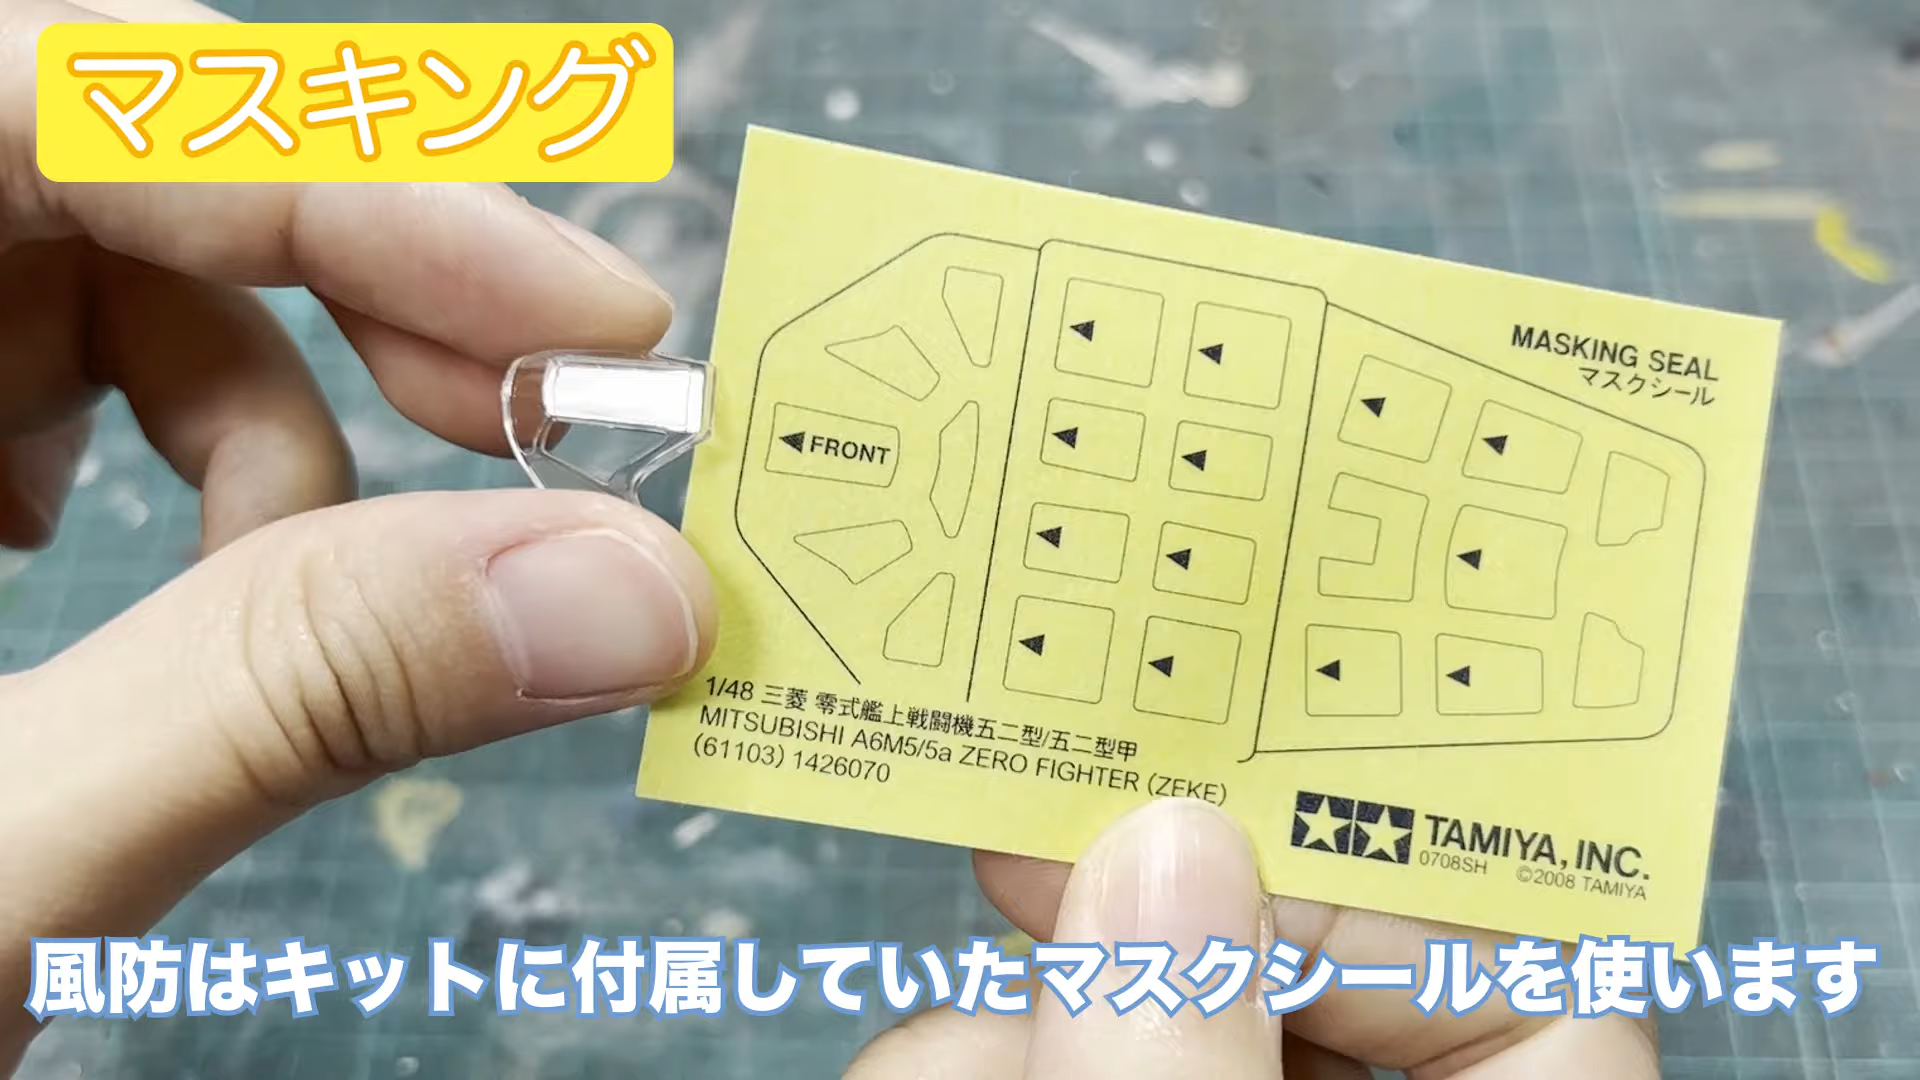 マスキング
MASKING SEAL
マスクシール
FRONT
1/48 三菱 零式艦上戦闘機五二型/五二型甲
MITSUBISHI A6M5/5a ZERO FIGHTER (ZEKE)
(61103) 1426070
TAMIYA, INC.
0708SH ©2008 TAMIYA
風防はキットに付属していたマスクシールを使います